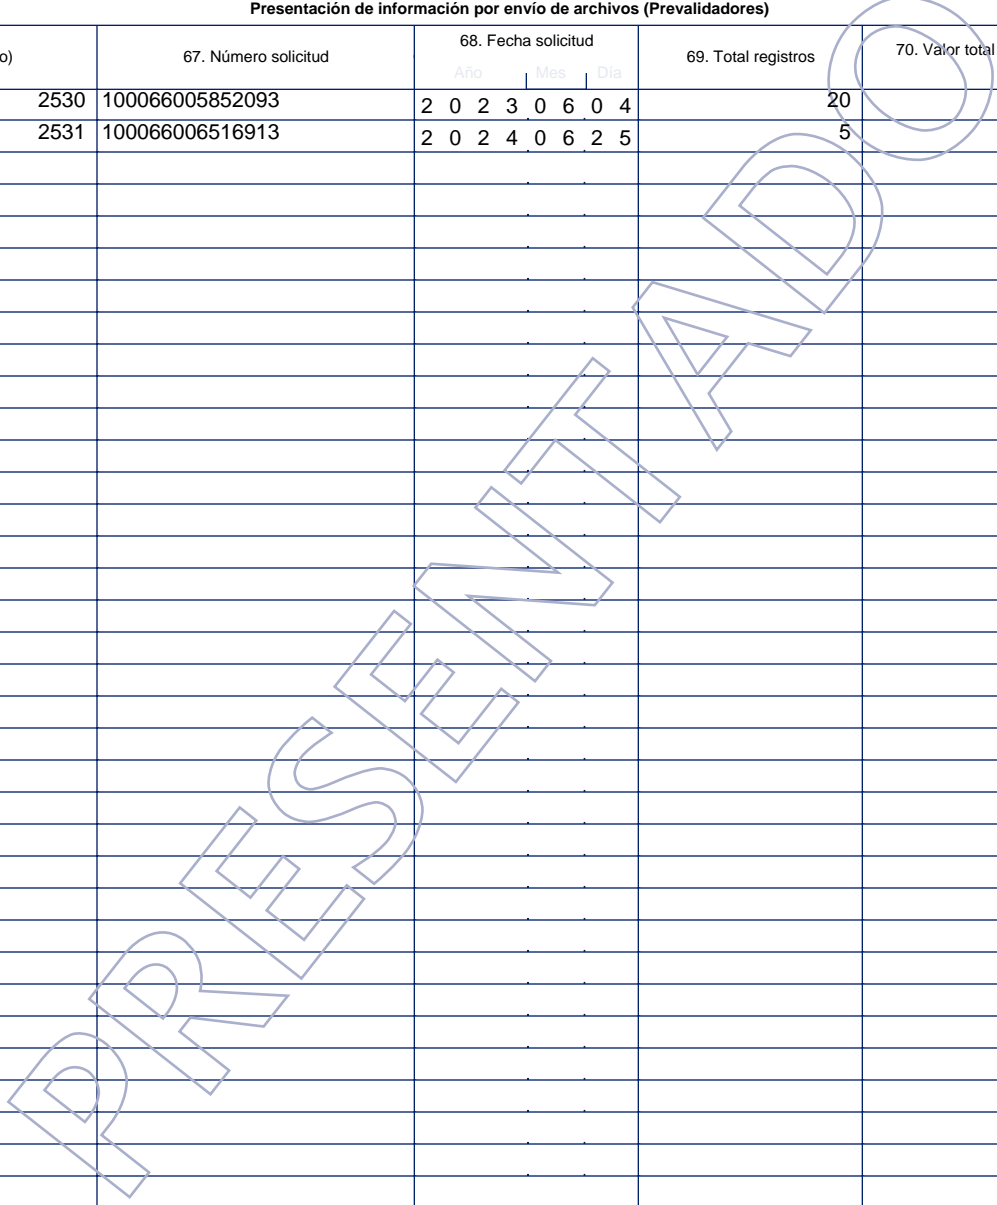 Presentación de información por envío de archivos (Prevalidadores)
o) 67. Número solicitud 68. Fecha solicitud 69. Total registros 70. Valor total
Año Mes Día
2530 100066005852093 2 0 2 3 0 6 0 4 20
2531 100066006516913 2 0 2 4 0 6 2 5 5
PRESENTADO